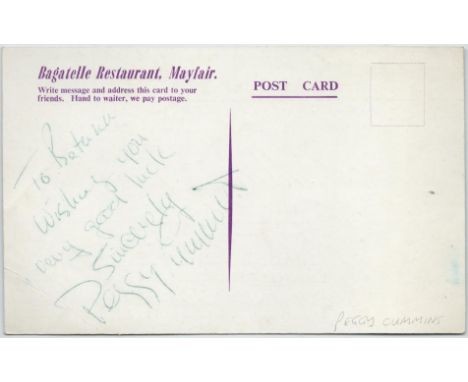 Bagatelle Restaurant, Mayfair.
Write message and address this card to your
friends. Hand to waiter, we pay postage.
POST CARD
To
Wishing you
very good luck
Sincerely
Peggy Cummins
PEGGY CUMMINS